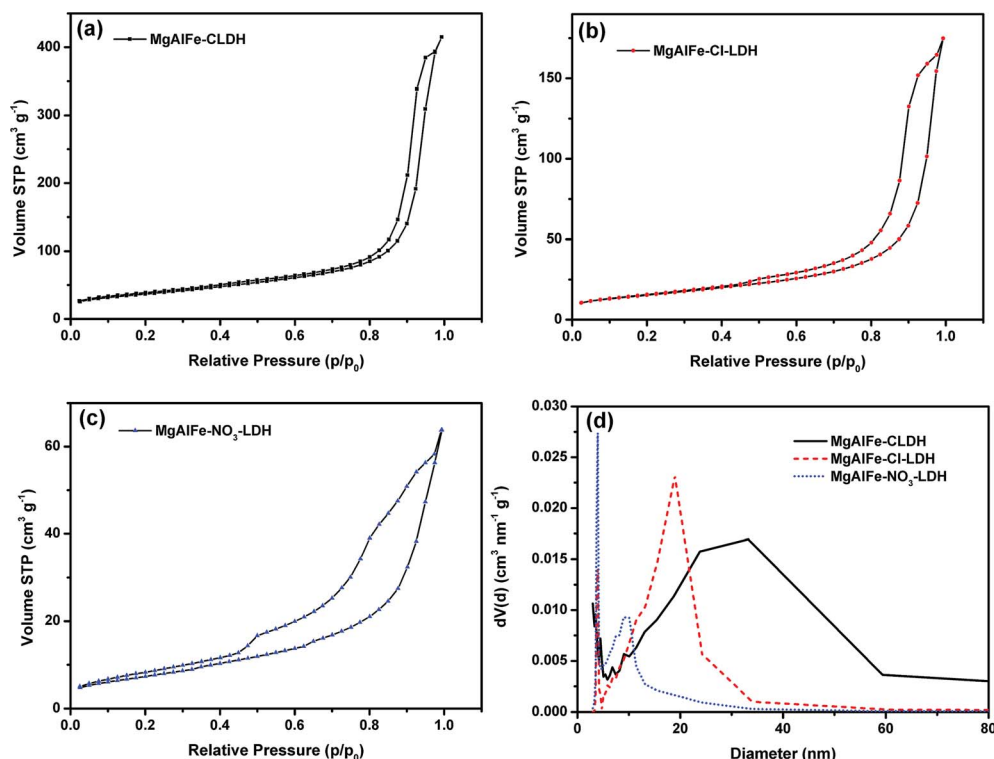 (a)
MgAlFe-CLDH
Volume STP (cm³ g⁻¹)
400
300
200
100
0
0.0 0.2 0.4 0.6 0.8 1.0
Relative Pressure (p/p₀)
(b)
MgAlFe-Cl-LDH
Volume STP (cm³ g⁻¹)
150
100
50
0
0.0 0.2 0.4 0.6 0.8 1.0
Relative Pressure (p/p₀)
(c)
MgAlFe-NO₃-LDH
Volume STP (cm³ g⁻¹)
60
40
20
0
0.0 0.2 0.4 0.6 0.8 1.0
Relative Pressure (p/p₀)
(d)
MgAlFe-CLDH
MgAlFe-Cl-LDH
MgAlFe-NO₃-LDH
dV(d) (cm³ nm⁻¹ g⁻¹)
0.030
0.025
0.020
0.015
0.010
0.005
0.000
0 20 40 60 80
Diameter (nm)